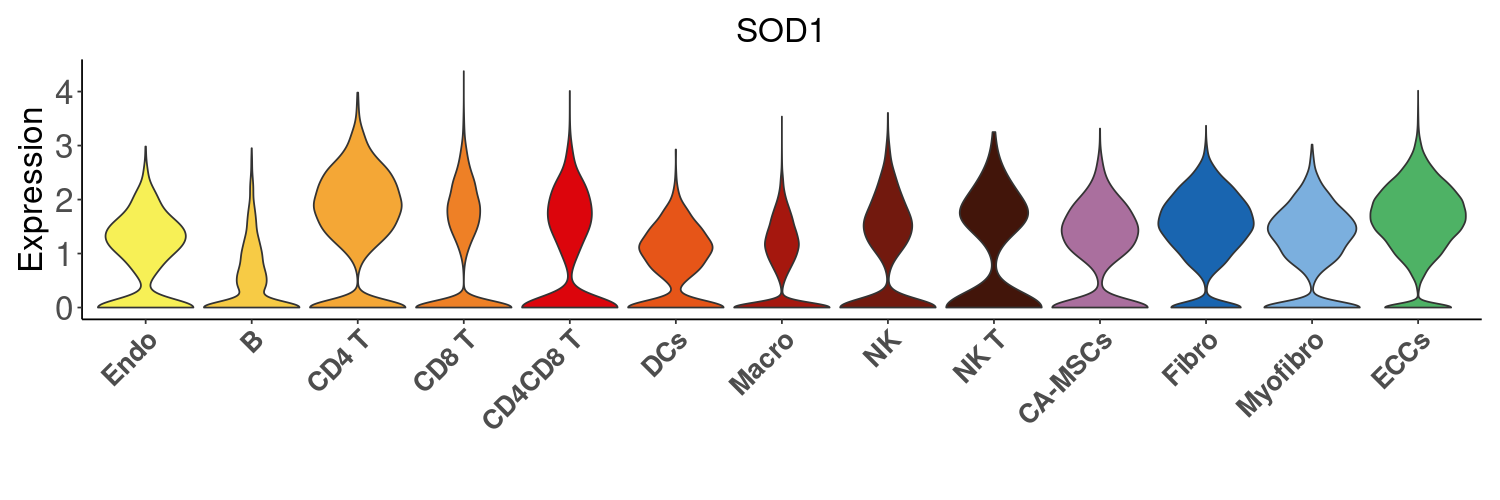 SOD1
Expression
4
3
2
1
0
Endo
B
CD4 T
CD8 T
CD4CD8 T
DCs
Macro
NK
NK T
CA-MSCs
Fibro
Myofibro
ECCs